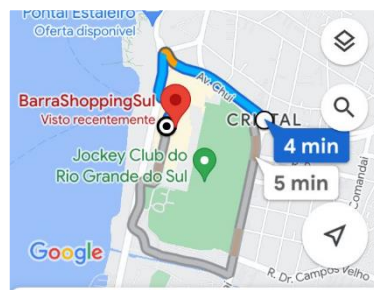 Pontal Estaleiro
Oferta disponível
Av. Chuí
BarraShoppingSul
Visto recentemente
CRISTAL
4 min
Jockey Club do
Rio Grande do Sul
5 min
Comandai
Google
R. Dr. Campos Velho